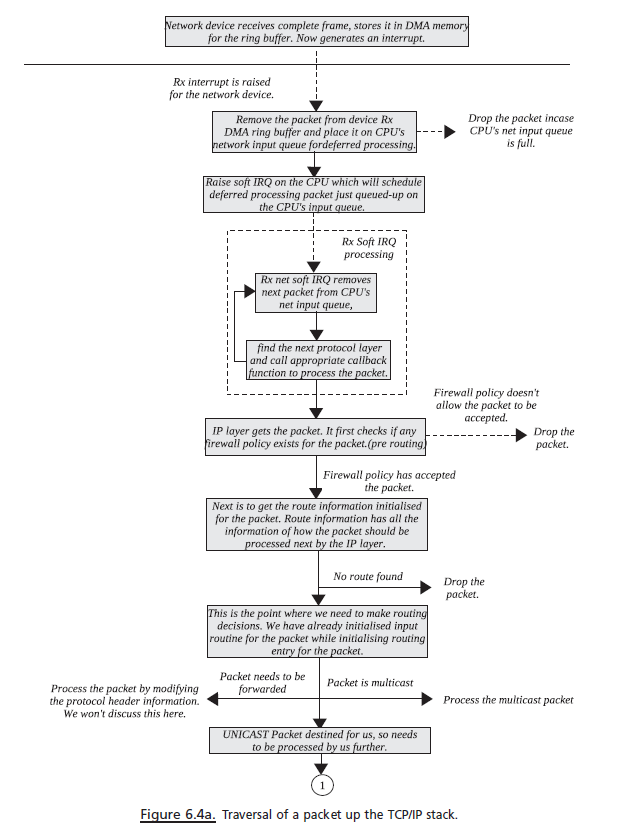 Network device receives complete frame, stores it in DMA memory
for the ring buffer. Now generates an interrupt.
Rx interrupt is raised
for the network device.
Remove the packet from device Rx
DMA ring buffer and place it on CPU's
network input queue fordeferred processing.
Drop the packet incase
CPU's net input queue
is full.
Raise soft IRQ on the CPU which will schedule
deferred processing packet just queued-up on
the CPU's input queue.
Rx Soft IRQ
processing
Rx net soft IRQ removes
next packet from CPU's
net input queue,
find the next protocol layer
and call appropriate callback
function to process the packet.
Firewall policy doesn't
allow the packet to be
accepted.
IP layer gets the packet. It first checks if any
firewall policy exists for the packet.(pre routing)
Drop the
packet.
Firewall policy has accepted
the packet.
Next is to get the route information initialised
for the packet. Route information has all the
information of how the packet should be
processed next by the IP layer.
No route found
Drop the
packet.
This is the point where we need to make routing
decisions. We have already initialised input
routine for the packet while initialising routing
entry for the packet.
Packet needs to be
forwarded
Packet is multicast
Process the packet by modifying
the protocol header information.
We won't discuss this here.
Process the multicast packet
UNICAST Packet destined for us, so needs
to be processed by us further.
1
Figure 6.4a. Traversal of a packet up the TCP/IP stack.